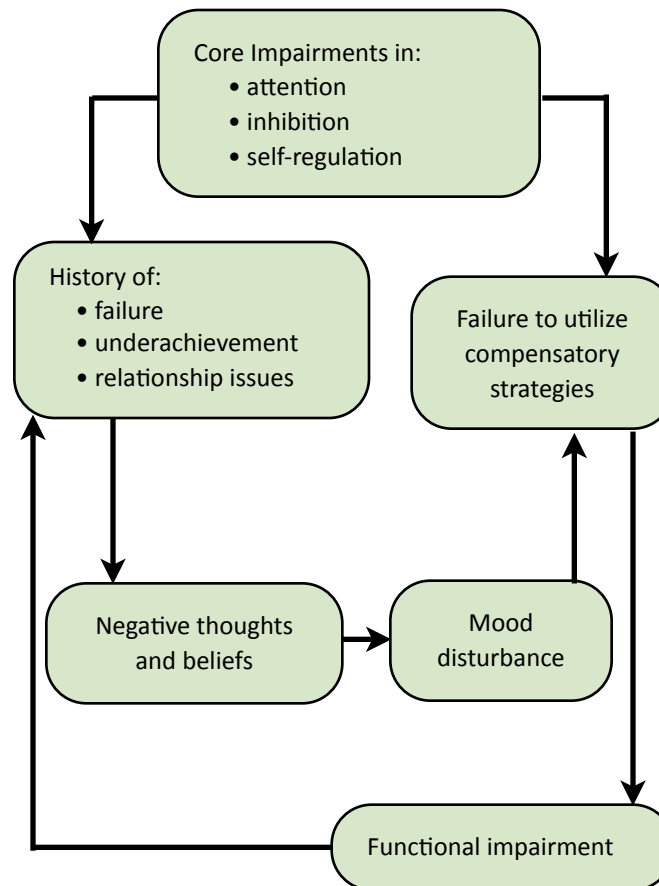 Core Impairments in:
• attention
• inhibition
• self-regulation
History of:
• failure
• underachievement
• relationship issues
Failure to utilize
compensatory
strategies
Negative thoughts
and beliefs
Mood
disturbance
Functional impairment